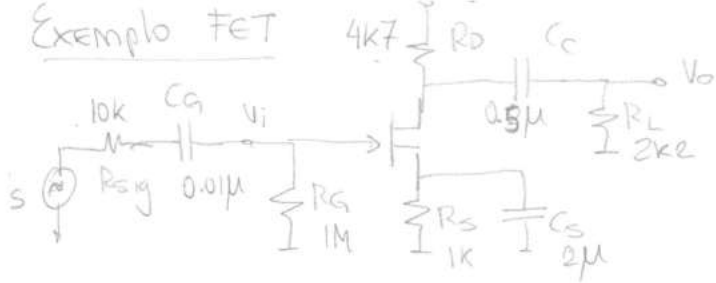 Exemplo FET
4K7 RD Cc
Vo
10K CG Vi
0.5µ RL
2K2
s Rsig 0.01µ
RG
1M
RS
1K
Cs
2µ